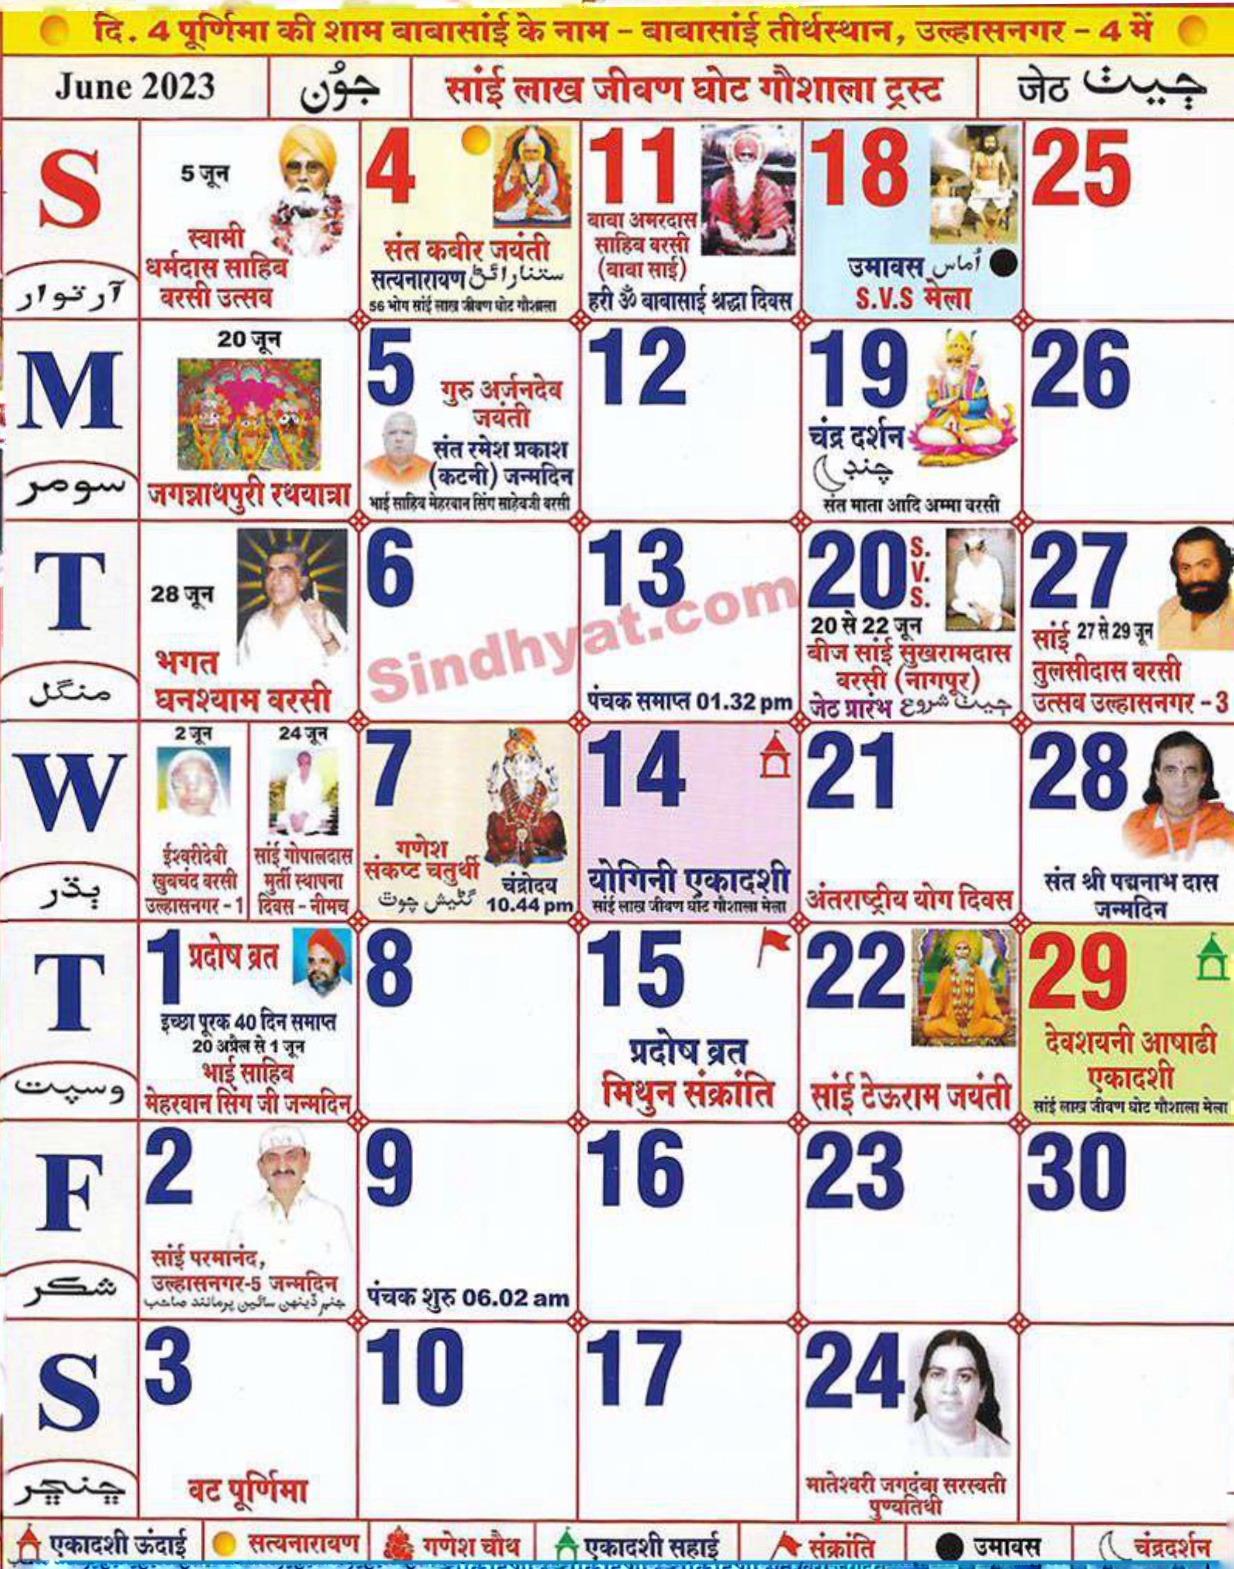 दि. 4 पूर्णिमा की शाम बाबासांई के नाम - बाबासांई तीर्थस्थान, उल्हासनगर - 4 में
June 2023
جوُن
सांई लाख जीवण घोट गौशाला ट्रस्ट
जेठ جيٺ
S
آرتوار
5 जून
स्वामी
धर्मदास साहिब
वरसी उत्सव
4
संत कबीर जयंती
सत्यनारायण ستنارائڻ
56 भोग सांई लाख जीवण घोट गौशाला
11
बाबा अमरदास
साहिब वरसी
(बाबा साई)
हरी ॐ बाबासाई श्रद्धा दिवस
18
उमावस اُماس
S.V.S मेला
25
M
سومر
20 जून
जगन्नाथपुरी रथयात्रा
5
गुरु अर्जनदेव
जयंती
संत रमेश प्रकाश
(कटनी) जन्मदिन
भाई साहिब मेहरवान सिंग साहेबजी वरसी
12
19
चंद्र दर्शन
چنڊ
संत माता आदि अम्मा वरसी
26
T
منگل
28 जून
भगत
घनश्याम वरसी
6
13
पंचक समाप्त 01.32 pm
20 S.
V.
S.
20 से 22 जून
बीज सांई सुखरामदास
वरसी (नागपूर)
जेट प्रारंभ جيٺ شروع
27
सांई 27 से 29 जून
तुलसीदास वरसी
उत्सव उल्हासनगर - 3
Sindhyat.com
W
ٻڌر
2 जून
ईश्वरीदेवी
खुबचंद वरसी
उल्हासनगर - 1
24 जून
सांई गोपालदास
मुर्ती स्थापना
दिवस - नीमच
7
गणेश
संकष्ट चतुर्थी
گڻيش چوٿ
चंद्रोदय
10.44 pm
14
योगिनी एकादशी
सांई लाख जीवण घोट गौशाला मेला
21
अंतराष्ट्रीय योग दिवस
28
संत श्री पद्मनाभ दास
जन्मदिन
T
وسپت
1 प्रदोष व्रत
इच्छा पूरक 40 दिन समाप्त
20 अप्रैल से 1 जून
भाई साहिब
मेहरवान सिंग जी जन्मदिन
8
15
प्रदोष व्रत
मिथुन संक्रांति
22
सांई टेऊराम जयंती
29
देवशयनी आषाढी
एकादशी
सांई लाख जीवण घोट गौशाला मेला
F
شڪر
2
सांई परमानंद,
उल्हासनगर-5 जन्मदिन
جنم ڏينهن سائين پرمانند صاحب
9
पंचक शुरु 06.02 am
16
23
30
S
ڇنڇر
3
वट पूर्णिमा
10
17
24
मातेश्वरी जगदंबा सरस्वती
पुण्यतिथी
एकादशी ऊंदाई
सत्यनारायण
गणेश चौथ
एकादशी सहाई
संक्रांति
उमावस
चंद्रदर्शन